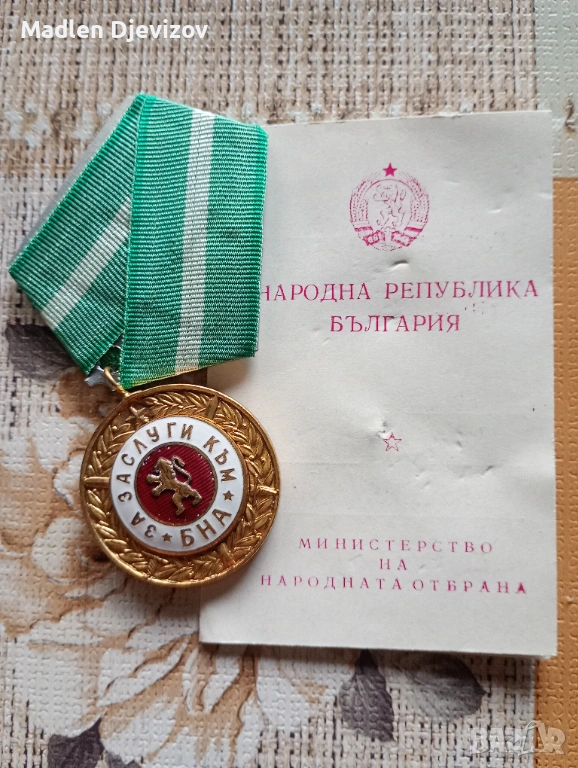 Madlen Djevizov
НАРОДНА РЕПУБЛИКА
БЪЛГАРИЯ
МИНИСТЕРСТВО
НА
НАРОДНАТА ОТБРАНА
ЗА ЗАСЛУГИ КЪМ
БНА